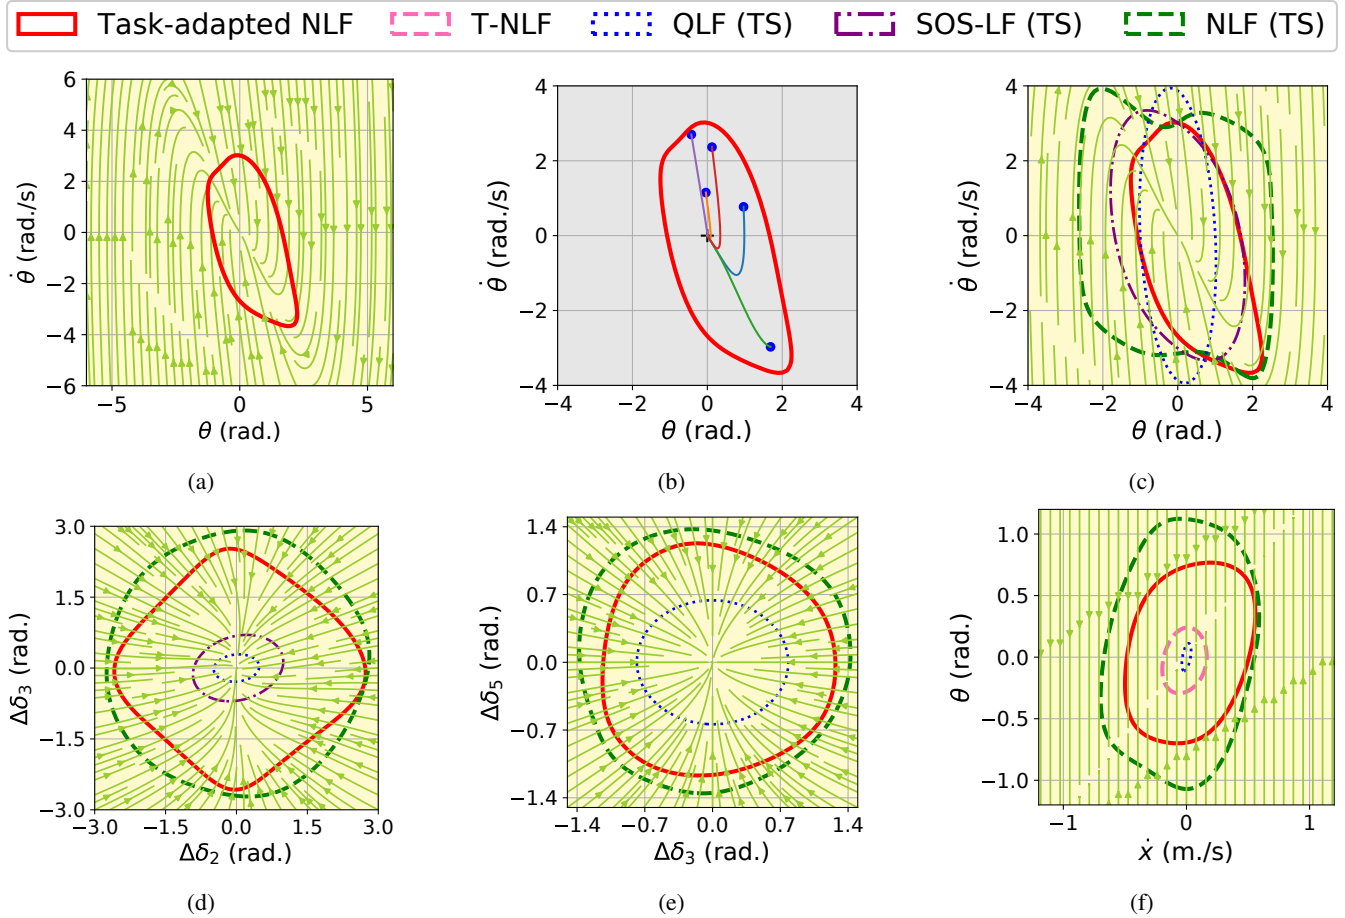 Task-adapted NLF T-NLF QLF (TS) SOS-LF (TS) NLF (TS)
6
4
2
0
−2
−4
−6
θ̇ (rad./s)
−5 0 5
θ (rad.)
(a)
4
2
0
−2
−4
θ̇ (rad./s)
−4 −2 0 2 4
θ (rad.)
(b)
4
2
0
−2
−4
θ̇ (rad./s)
−4 −2 0 2 4
θ (rad.)
(c)
3.0
1.5
0.0
−1.5
−3.0
Δδ₃ (rad.)
−3.0 −1.5 0.0 1.5 3.0
Δδ₂ (rad.)
(d)
1.4
0.7
0.0
−0.7
−1.4
Δδ₅ (rad.)
−1.4 −0.7 0.0 0.7 1.4
Δδ₃ (rad.)
(e)
1.0
0.5
0.0
−0.5
−1.0
θ (rad.)
−1 0 1
ẋ (m./s)
(f)